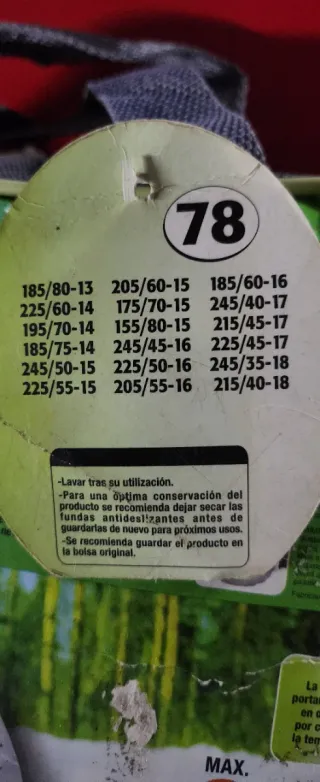 78
185/80-13 205/60-15 185/60-16
225/60-14 175/70-15 245/40-17
195/70-14 155/80-15 215/45-17
185/75-14 245/45-16 225/45-17
245/50-15 225/50-16 245/35-18
225/55-15 205/55-16 215/40-18
-Lavar tras su utilización.
-Para una óptima conservación del
producto se recomienda dejar secar las
fundas antideslizantes antes de
guardarlas de nuevo para próximos usos.
-Se recomienda guardar el producto en
la bolsa original.
La
en
por
la
MAX.